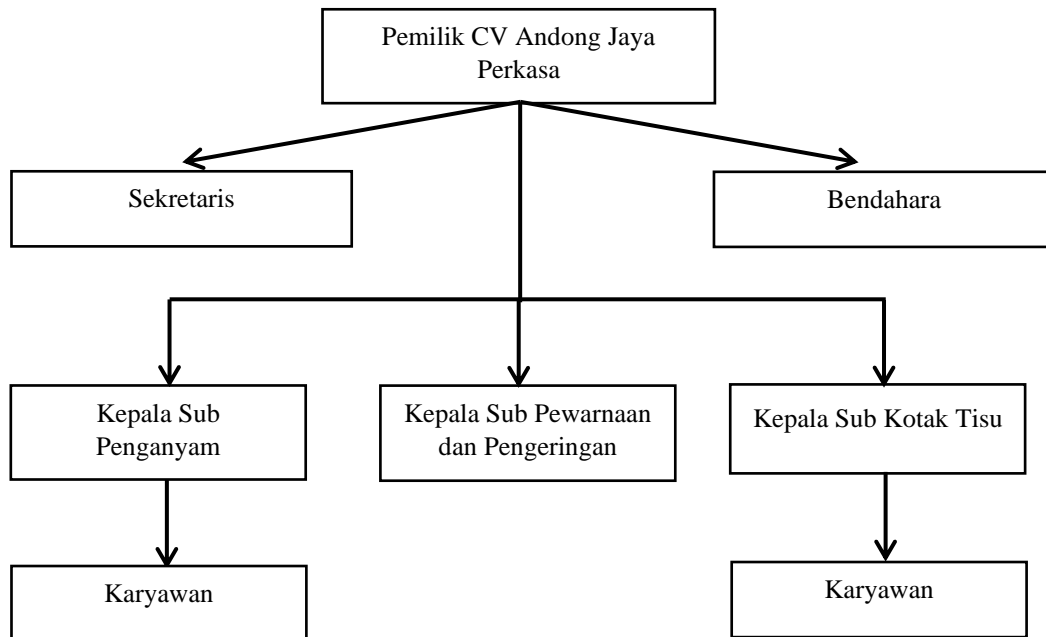 Pemilik CV Andong Jaya
Perkasa
Sekretaris
Bendahara
Kepala Sub
Penganyam
Kepala Sub Pewarnaan
dan Pengeringan
Kepala Sub Kotak Tisu
Karyawan
Karyawan